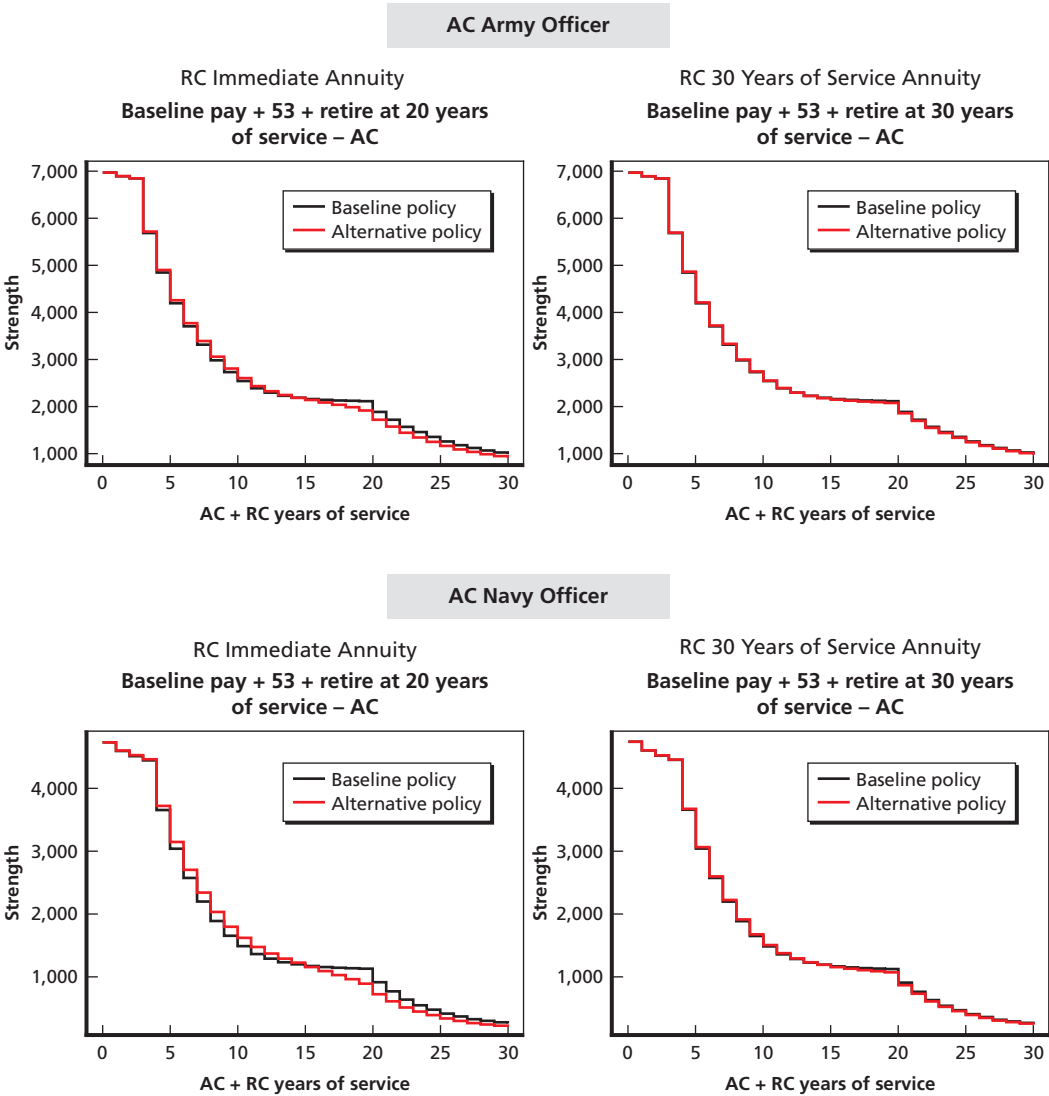 AC Army Officer
RC Immediate Annuity
Baseline pay + 53 + retire at 20 years
of service – AC
7,000
6,000
5,000
4,000
3,000
2,000
1,000
Strength
Baseline policy
Alternative policy
0 5 10 15 20 25 30
AC + RC years of service
RC 30 Years of Service Annuity
Baseline pay + 53 + retire at 30 years
of service – AC
7,000
6,000
5,000
4,000
3,000
2,000
1,000
Strength
Baseline policy
Alternative policy
0 5 10 15 20 25 30
AC + RC years of service
AC Navy Officer
RC Immediate Annuity
Baseline pay + 53 + retire at 20 years
of service – AC
4,000
3,000
2,000
1,000
Strength
Baseline policy
Alternative policy
0 5 10 15 20 25 30
AC + RC years of service
RC 30 Years of Service Annuity
Baseline pay + 53 + retire at 30 years
of service – AC
4,000
3,000
2,000
1,000
Strength
Baseline policy
Alternative policy
0 5 10 15 20 25 30
AC + RC years of service